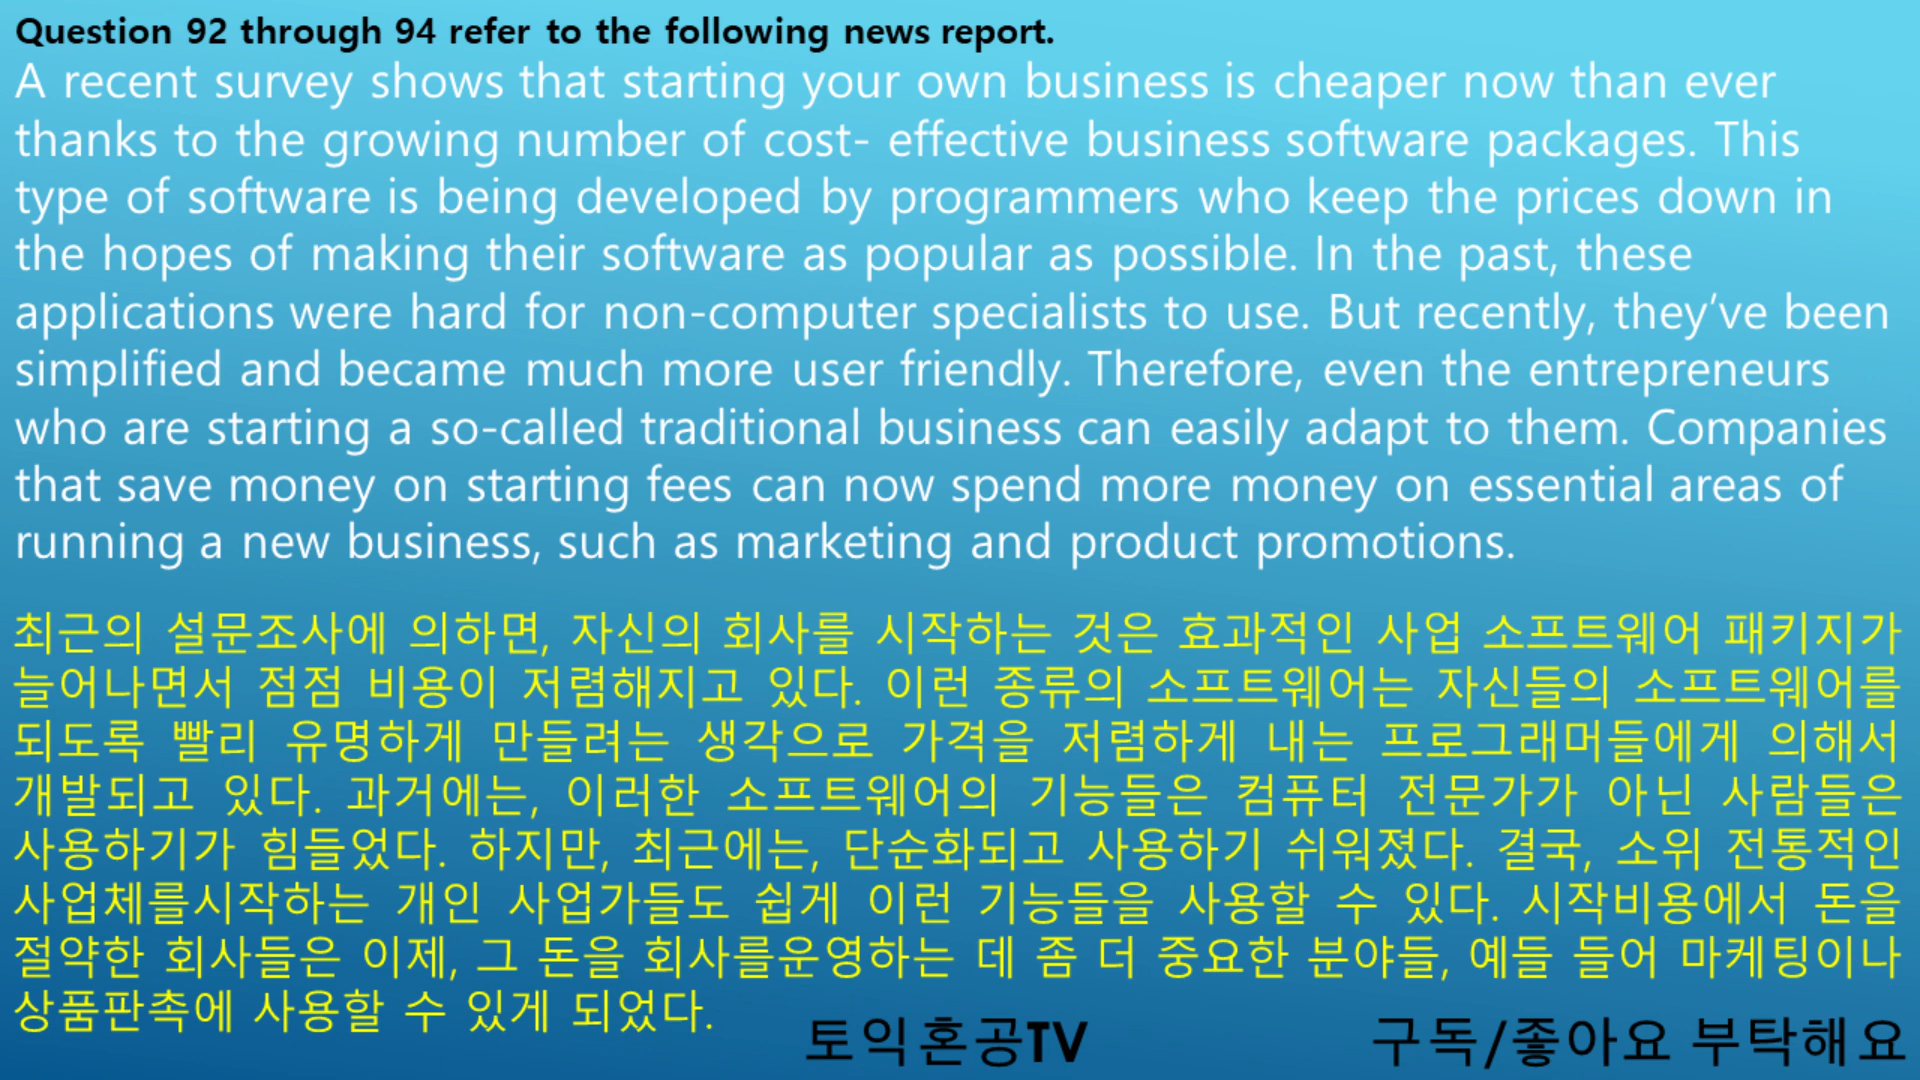 Question 92 through 94 refer to the following news report.
A recent survey shows that starting your own business is cheaper now than ever
thanks to the growing number of cost- effective business software packages. This
type of software is being developed by programmers who keep the prices down in
the hopes of making their software as popular as possible. In the past, these
applications were hard for non-computer specialists to use. But recently, they’ve been
simplified and became much more user friendly. Therefore, even the entrepreneurs
who are starting a so-called traditional business can easily adapt to them. Companies
that save money on starting fees can now spend more money on essential areas of
running a new business, such as marketing and product promotions.
최근의 설문조사에 의하면, 자신의 회사를 시작하는 것은 효과적인 사업 소프트웨어 패키지가
늘어나면서 점점 비용이 저렴해지고 있다. 이런 종류의 소프트웨어는 자신들의 소프트웨어를
되도록 빨리 유명하게 만들려는 생각으로 가격을 저렴하게 내는 프로그래머들에게 의해서
개발되고 있다. 과거에는, 이러한 소프트웨어의 기능들은 컴퓨터 전문가가 아닌 사람들은
사용하기가 힘들었다. 하지만, 최근에는, 단순화되고 사용하기 쉬워졌다. 결국, 소위 전통적인
사업체를시작하는 개인 사업가들도 쉽게 이런 기능들을 사용할 수 있다. 시작비용에서 돈을
절약한 회사들은 이제, 그 돈을 회사를운영하는 데 좀 더 중요한 분야들, 예들 들어 마케팅이나
상품판촉에 사용할 수 있게 되었다.
토익혼공TV
구독/좋아요 부탁해요